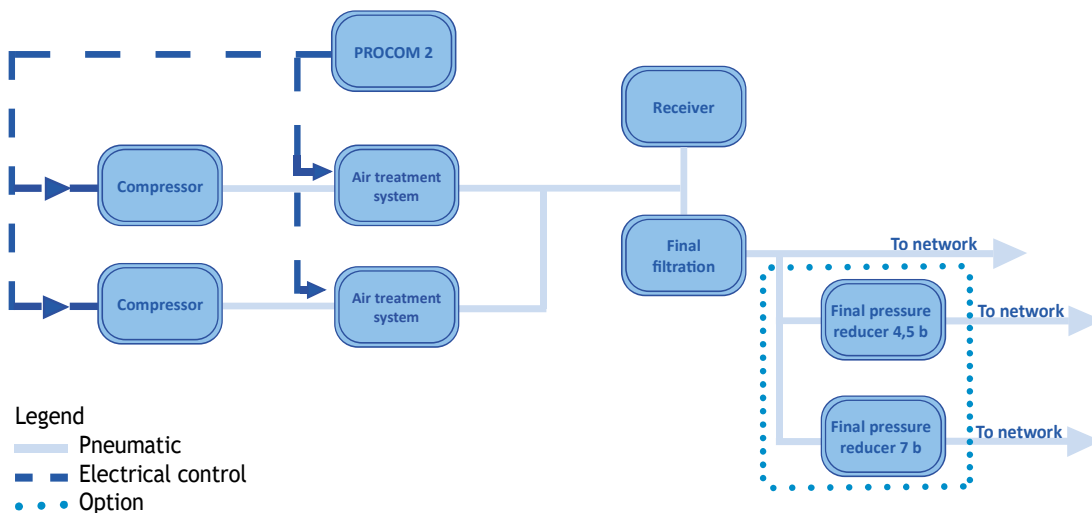 PROCOM 2
Receiver
Compressor
Air treatment
system
Final
filtration
To network
Compressor
Air treatment
system
Final pressure
reducer 4,5 b
To network
Final pressure
reducer 7 b
To network
Legend
Pneumatic
Electrical control
Option